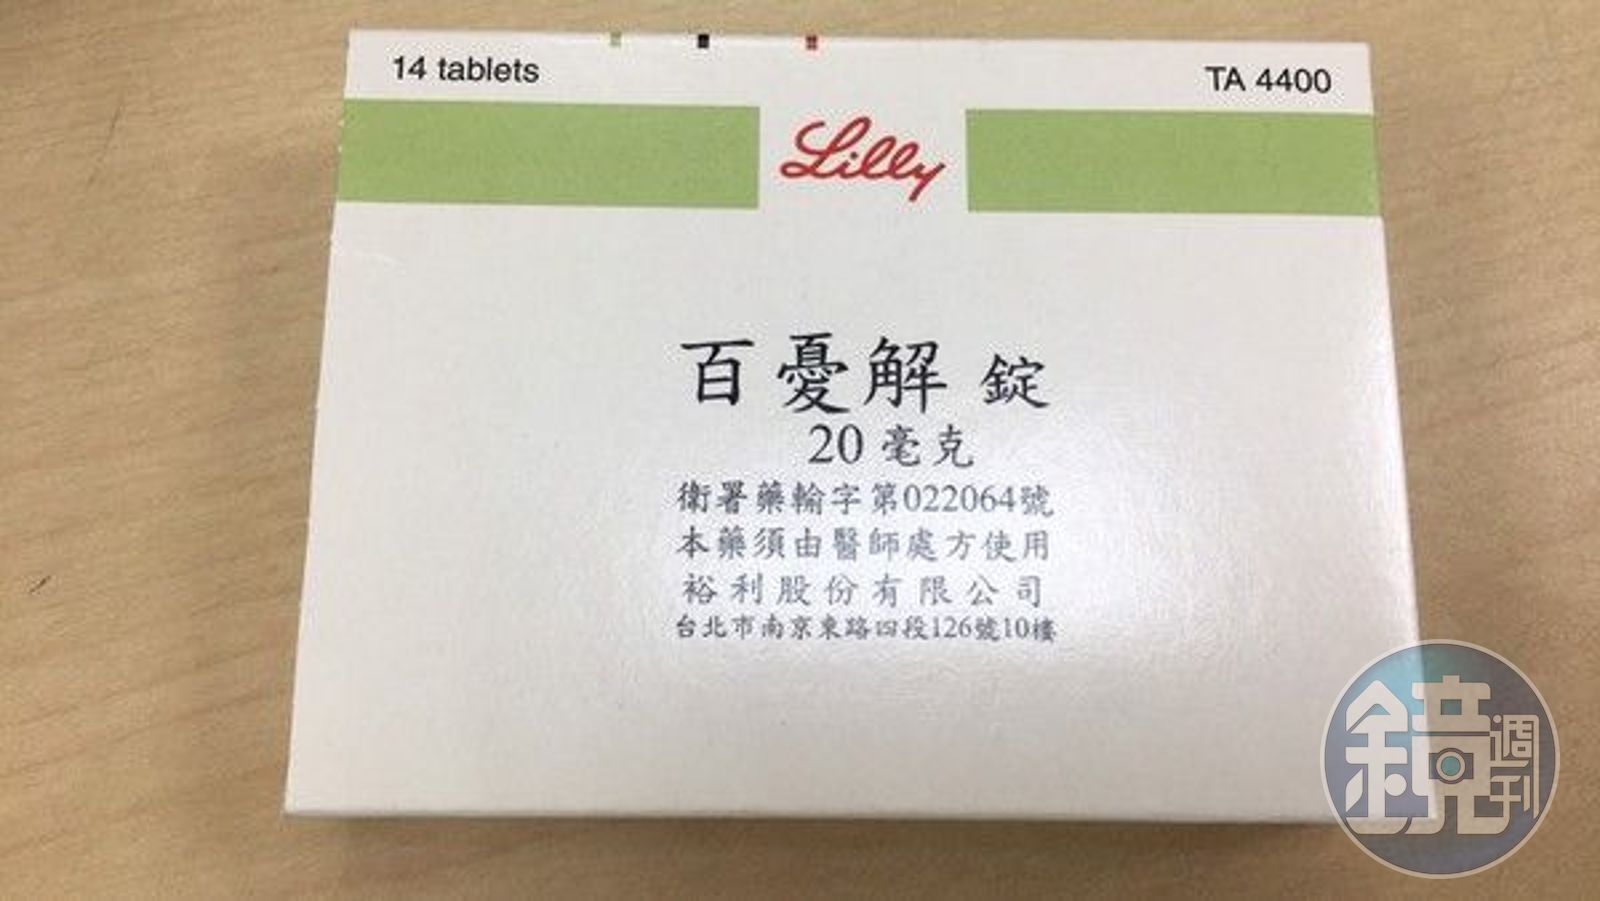 14 tablets
TA 4400
Lilly
百憂解 錠
20 毫克
衛署藥輸字第022064號
本藥須由醫師處方使用
裕利股份有限公司
台北市南京東路四段126號10樓
鏡週刊